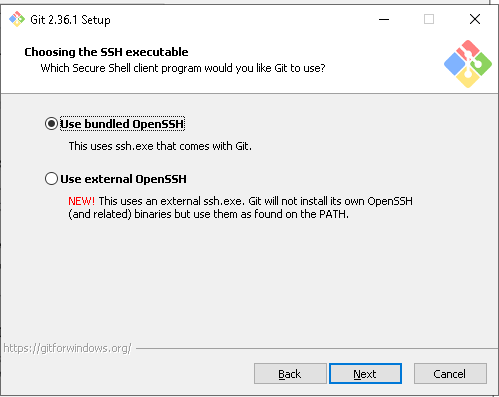 Git 2.36.1 Setup
Choosing the SSH executable
Which Secure Shell client program would you like Git to use?
Use bundled OpenSSH
This uses ssh.exe that comes with Git.
Use external OpenSSH
NEW! This uses an external ssh.exe. Git will not install its own OpenSSH
(and related) binaries but use them as found on the PATH.
https://gitforwindows.org/
Back
Next
Cancel